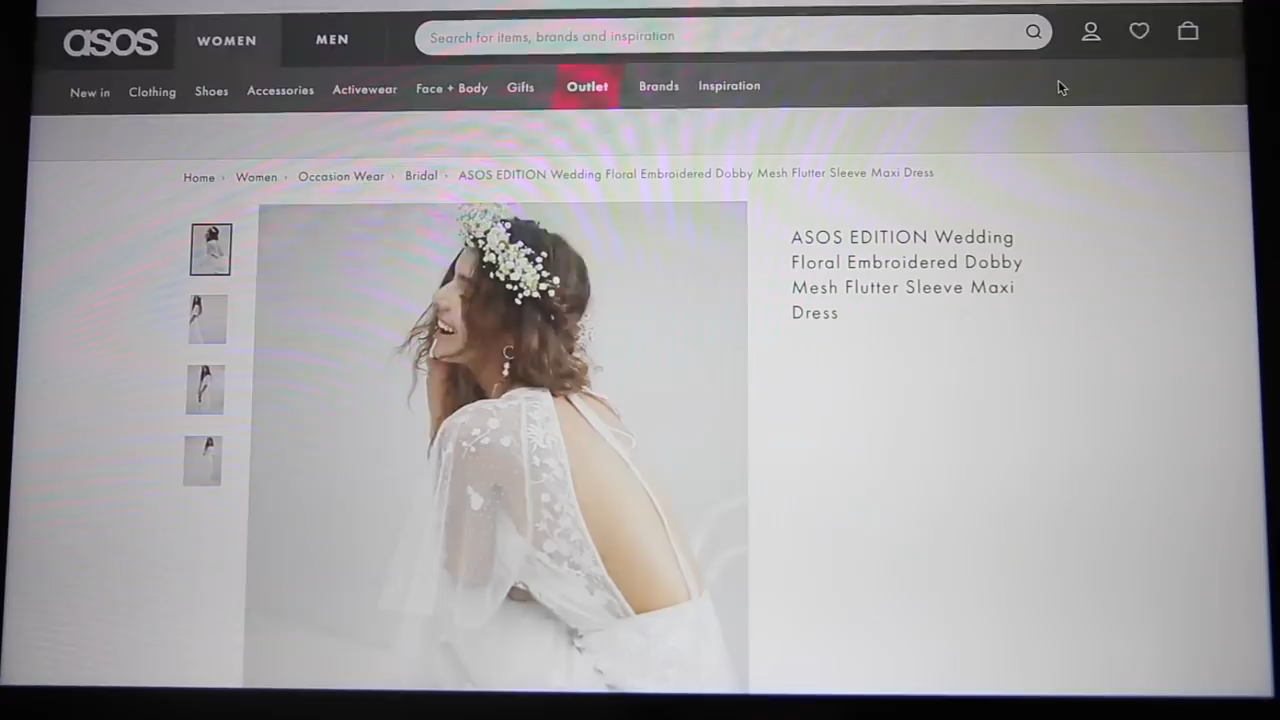 asos
WOMEN
MEN
Search for items, brands and inspiration
New in
Clothing
Shoes
Accessories
Activewear
Face + Body
Gifts
Outlet
Brands
Inspiration
Home › Women › Occasion Wear › Bridal › ASOS EDITION Wedding Floral Embroidered Dobby Mesh Flutter Sleeve Maxi Dress
ASOS EDITION Wedding
Floral Embroidered Dobby
Mesh Flutter Sleeve Maxi
Dress